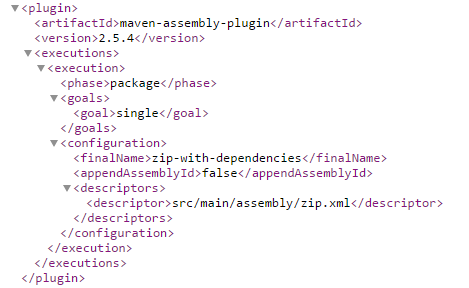 <plugin>
<artifactId>maven-assembly-plugin</artifactId>
<version>2.5.4</version>
<executions>
<execution>
<phase>package</phase>
<goals>
<goal>single</goal>
</goals>
<configuration>
<finalName>zip-with-dependencies</finalName>
<appendAssemblyId>false</appendAssemblyId>
<descriptors>
<descriptor>src/main/assembly/zip.xml</descriptor>
</descriptors>
</configuration>
</execution>
</executions>
</plugin>